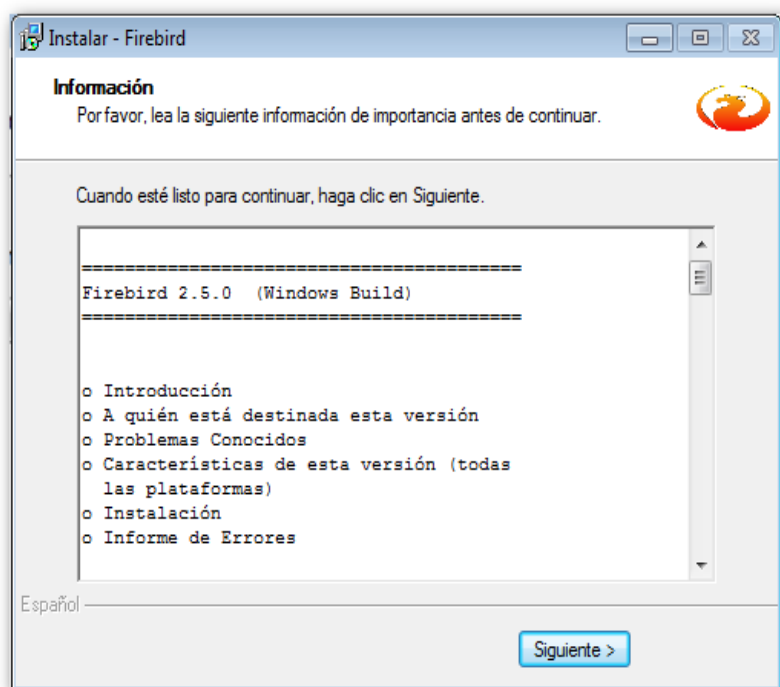 Instalar - Firebird
Información
Por favor, lea la siguiente información de importancia antes de continuar.
Cuando esté listo para continuar, haga clic en Siguiente.
=========================================
Firebird 2.5.0  (Windows Build)
=========================================
o Introducción
o A quién está destinada esta versión
o Problemas Conocidos
o Características de esta versión (todas
las plataformas)
o Instalación
o Informe de Errores
Español
Siguiente >